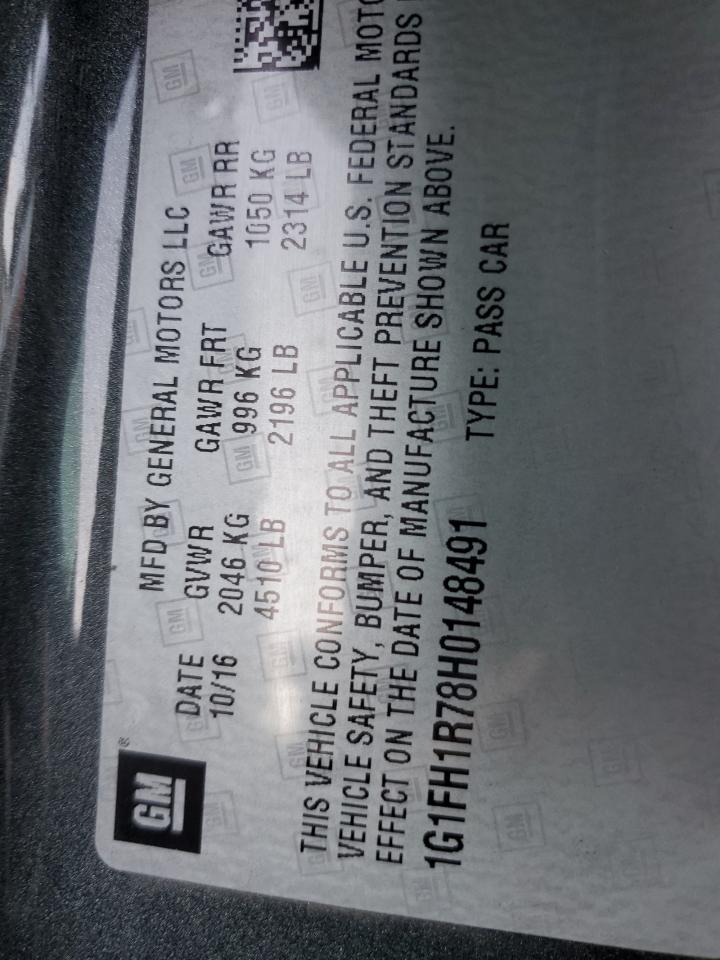 GM®
MFD BY GENERAL MOTORS LLC
DATE GVWR GAWR FRT GAWR RR
10/16 2046 KG 996 KG 1050 KG
4510 LB 2196 LB 2314 LB
THIS VEHICLE CONFORMS TO ALL APPLICABLE U.S. FEDERAL
VEHICLE SAFETY, BUMPER, AND THEFT PREVENTION STANDARDS
EFFECT ON THE DATE OF MANUFACTURE SHOWN ABOVE.
1G1FH1R78H0148491 TYPE: PASS CAR